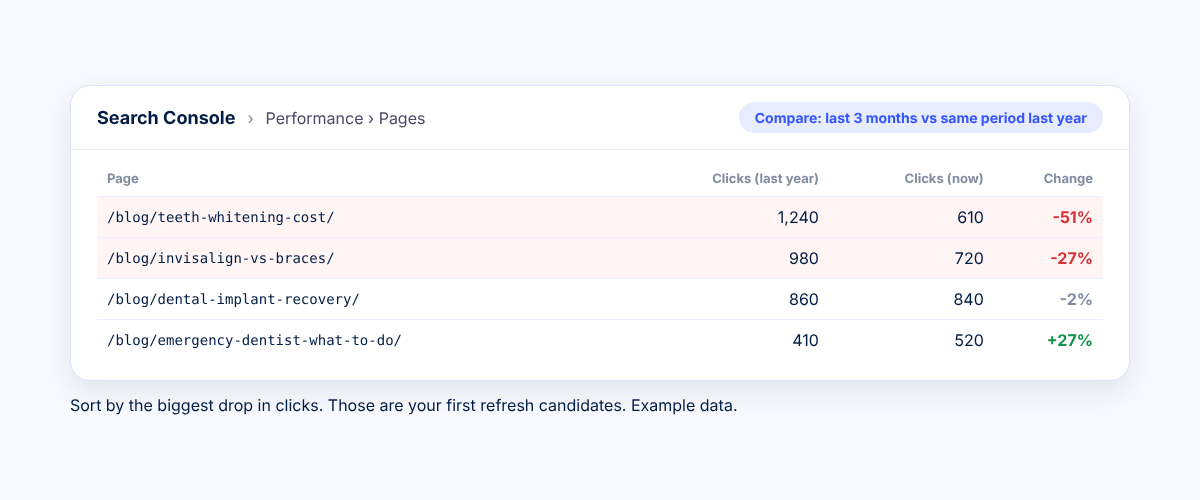 Search Console › Performance › Pages Compare: last 3 months vs same period last year
Page Clicks (last year) Clicks (now) Change
/blog/teeth-whitening-cost/ 1,240 610 -51%
/blog/invisalign-vs-braces/ 980 720 -27%
/blog/dental-implant-recovery/ 860 840 -2%
/blog/emergency-dentist-what-to-do/ 410 520 +27%
Sort by the biggest drop in clicks. Those are your first refresh candidates. Example data.